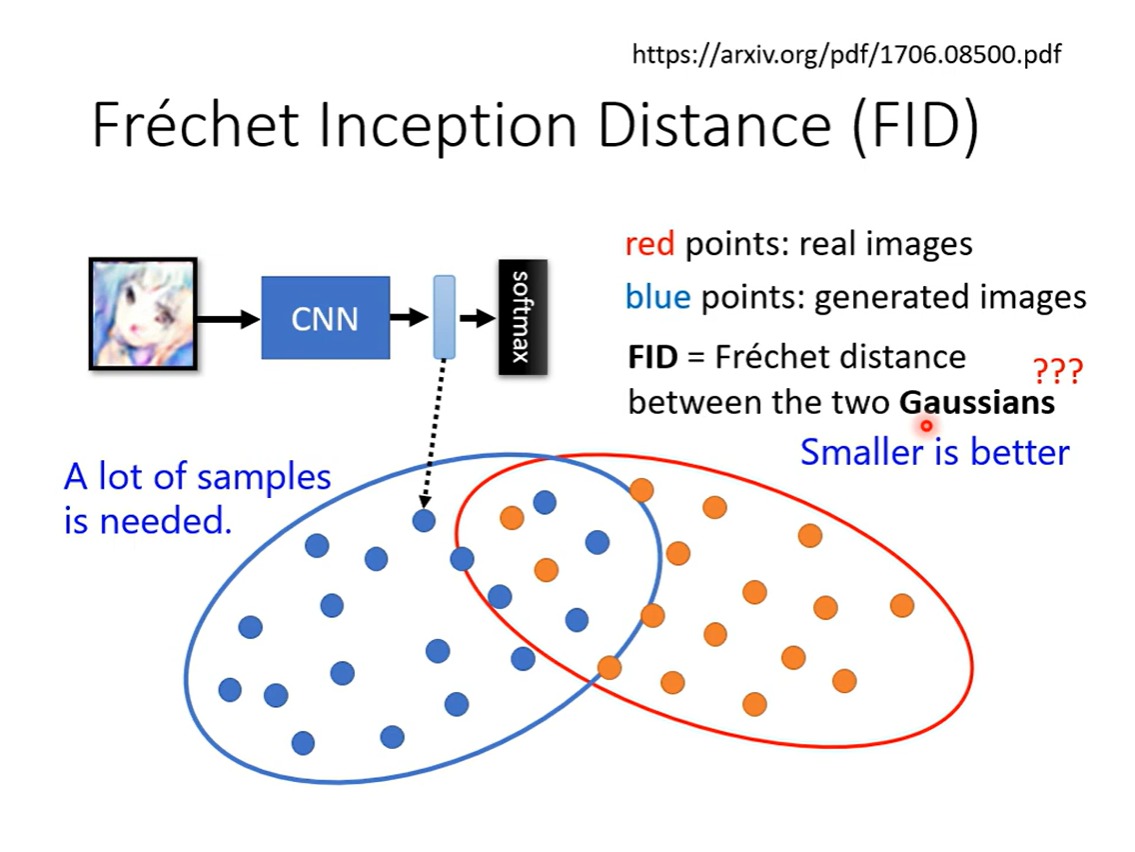 https://arxiv.org/pdf/1706.08500.pdf
Fréchet Inception Distance (FID)
red points: real images
blue points: generated images
CNN
softmax
FID = Fréchet distance
???
between the two Gaussians
Smaller is better
A lot of samples
is needed.